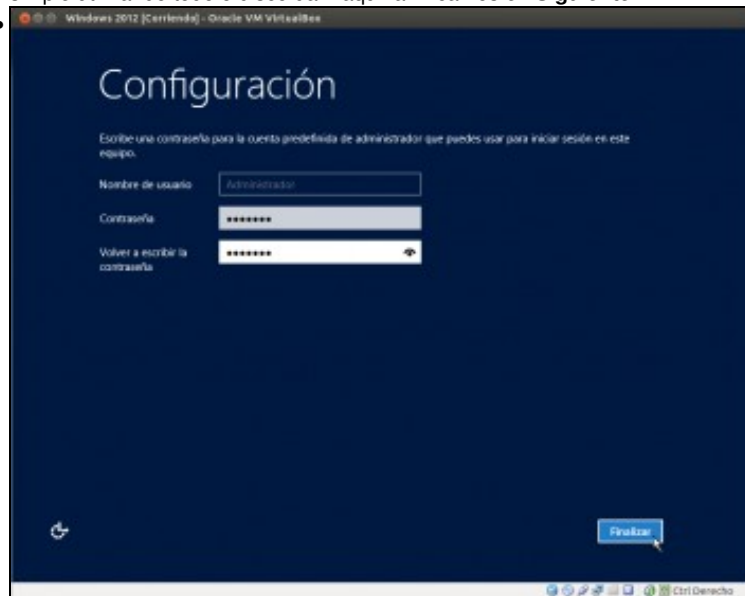 Windows 2012 [Corriendo] - Oracle VM VirtualBox
Configuración
Escribe una contraseña para la cuenta predefinida de administrador que puedes usar para iniciar sesión en este
equipo.
Nombre de usuario
Administrador
Contraseña
•••••••
Volver a escribir la
contraseña
•••••••
Finalizar
Ctrl Derecho